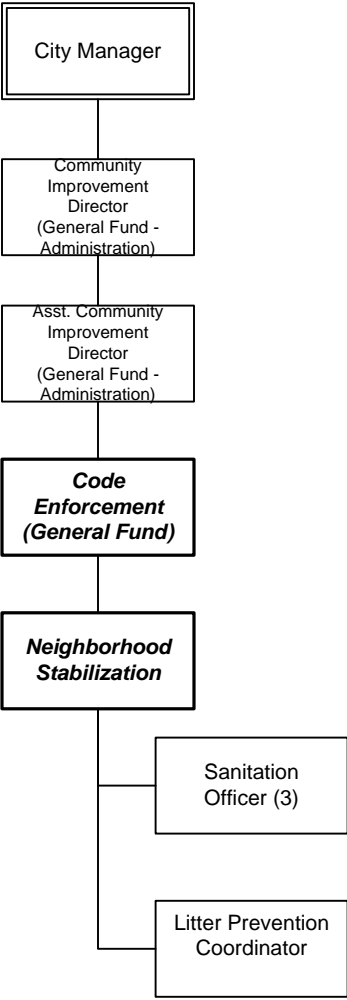 City Manager
Community
Improvement
Director
(General Fund -
Administration)
Asst. Community
Improvement
Director
(General Fund -
Administration)
Code
Enforcement
(General Fund)
Neighborhood
Stabilization
Sanitation
Officer (3)
Litter Prevention
Coordinator